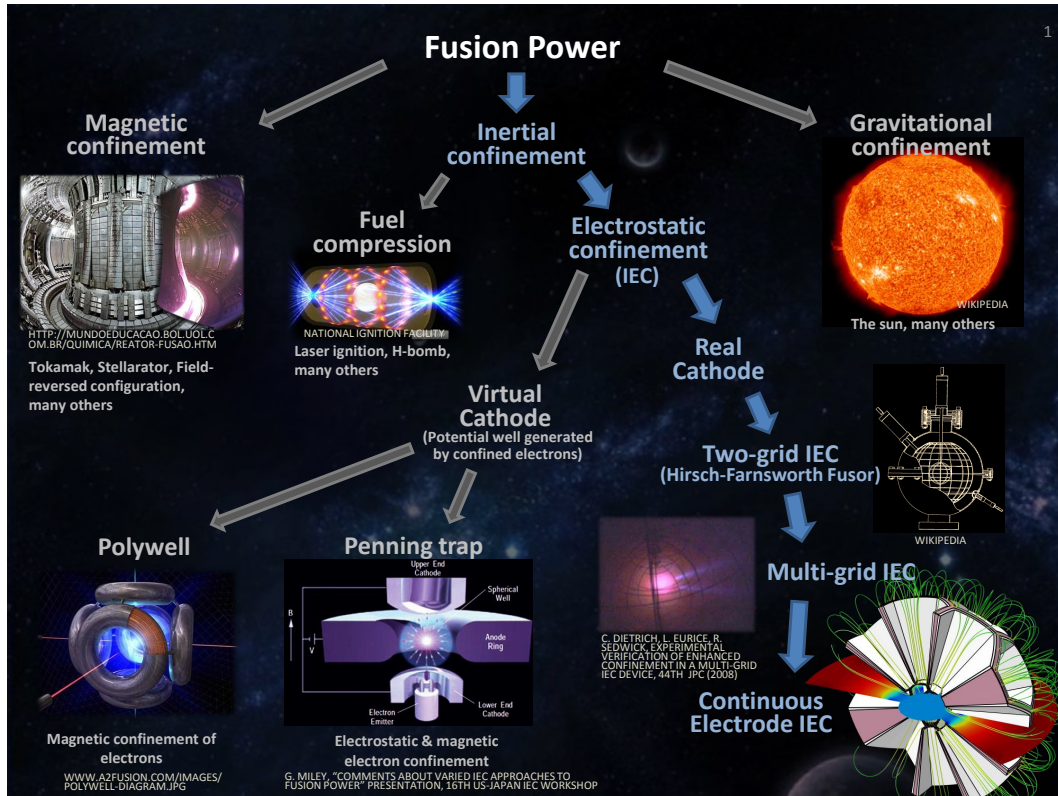 1
Fusion Power
Magnetic
confinement
HTTP://MUNDOEDUCACAO.BOL.UOL.C
OM.BR/QUIMICA/REATOR-FUSAO.HTM
Tokamak, Stellarator, Field-
reversed configuration,
many others
Inertial
confinement
Gravitational
confinement
WIKIPEDIA
The sun, many others
Fuel
compression
NATIONAL IGNITION FACILITY
Laser ignition, H-bomb,
many others
Electrostatic
confinement
(IEC)
Virtual
Cathode
(Potential well generated
by confined electrons)
Real
Cathode
Two-grid IEC
(Hirsch-Farnsworth Fusor)
WIKIPEDIA
Polywell
Magnetic confinement of
electrons
WWW.A2FUSION.COM/IMAGES/
POLYWELL-DIAGRAM.JPG
Penning trap
Upper End
Cathode
Spherical
Well
B
V
Anode
Ring
Electron
Emitter
Lower End
Cathode
Electrostatic & magnetic
electron confinement
G. MILEY, "COMMENTS ABOUT VARIED IEC APPROACHES TO
FUSION POWER" PRESENTATION, 16TH US-JAPAN IEC WORKSHOP
Multi-grid IEC
C. DIETRICH, L. EURICE, R.
SEDWICK, EXPERIMENTAL
VERIFICATION OF ENHANCED
CONFINEMENT IN A MULTI-GRID
IEC DEVICE, 44TH JPC (2008)
Continuous
Electrode IEC